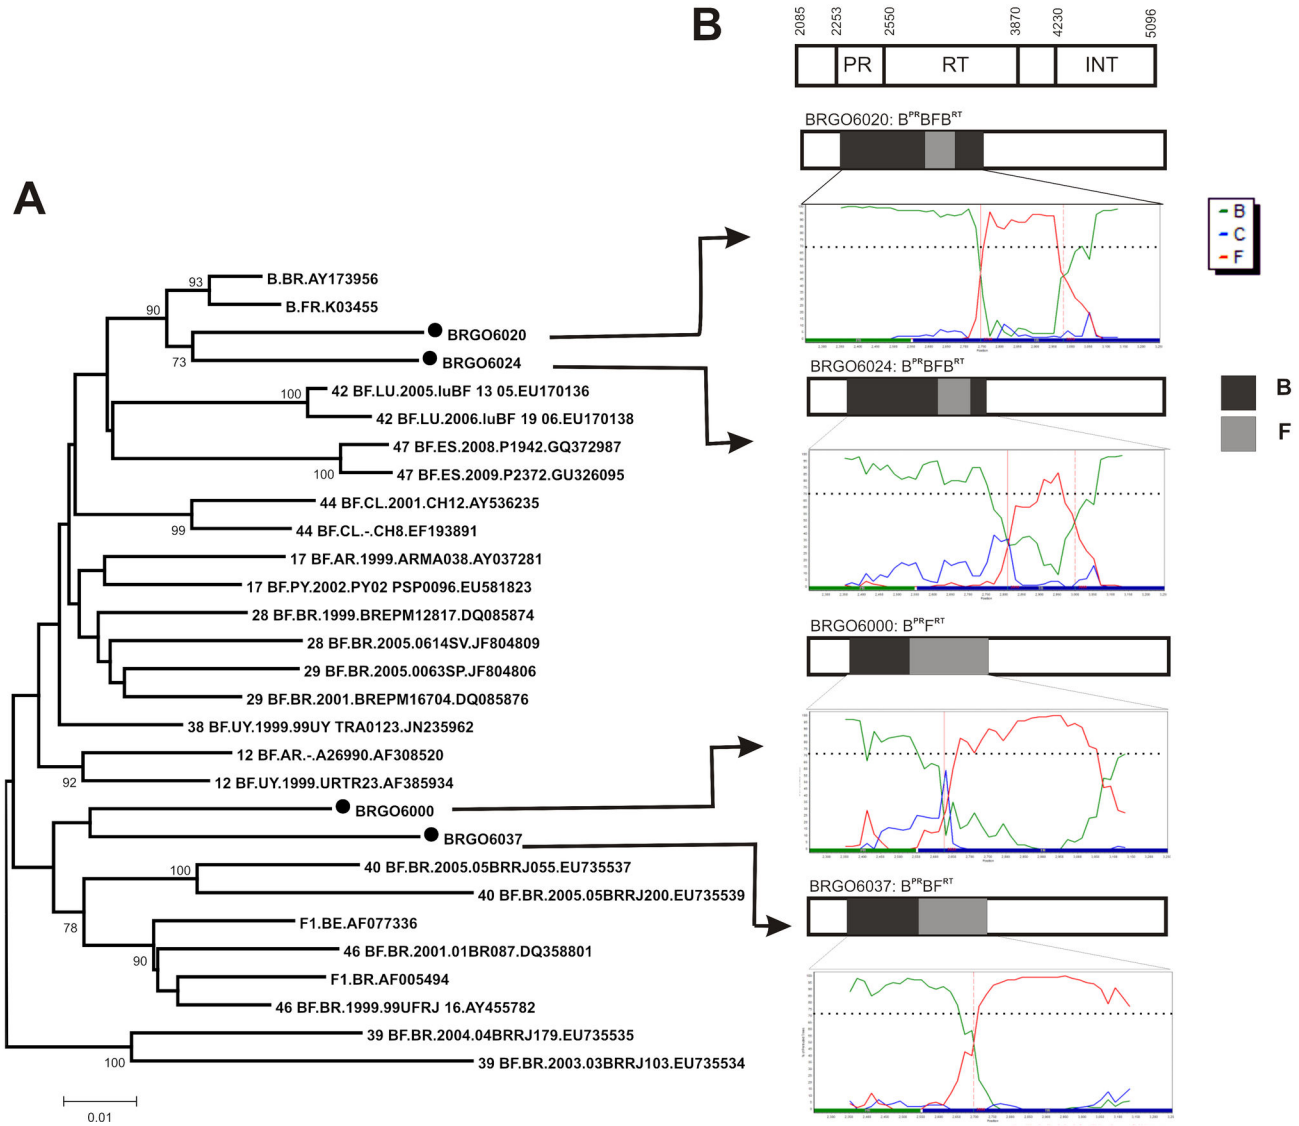 A
B
2085
2253
2550
3870
4230
5096
PR
RT
INT
BRGO6020: B^PR BFB^RT
B
C
F
BRGO6024: B^PR BFB^RT
B
F
BRGO6000: B^PR F^RT
BRGO6037: B^PR BF^RT
93
B.BR.AY173956
90
B.FR.K03455
BRGO6020
73
BRGO6024
100
42 BF.LU.2005.luBF 13 05.EU170136
42 BF.LU.2006.luBF 19 06.EU170138
47 BF.ES.2008.P1942.GQ372987
100
47 BF.ES.2009.P2372.GU326095
44 BF.CL.2001.CH12.AY536235
99
44 BF.CL.-.CH8.EF193891
17 BF.AR.1999.ARMA038.AY037281
17 BF.PY.2002.PY02 PSP0096.EU581823
28 BF.BR.1999.BREPM12817.DQ085874
28 BF.BR.2005.0614SV.JF804809
29 BF.BR.2005.0063SP.JF804806
29 BF.BR.2001.BREPM16704.DQ085876
38 BF.UY.1999.99UY TRA0123.JN235962
12 BF.AR.-.A26990.AF308520
92
12 BF.UY.1999.URTR23.AF385934
BRGO6000
BRGO6037
100
40 BF.BR.2005.05BRRJ055.EU735537
40 BF.BR.2005.05BRRJ200.EU735539
78
F1.BE.AF077336
90
46 BF.BR.2001.01BR087.DQ358801
F1.BR.AF005494
46 BF.BR.1999.99UFRJ 16.AY455782
39 BF.BR.2004.04BRRJ179.EU735535
100
39 BF.BR.2003.03BRRJ103.EU735534
0.01